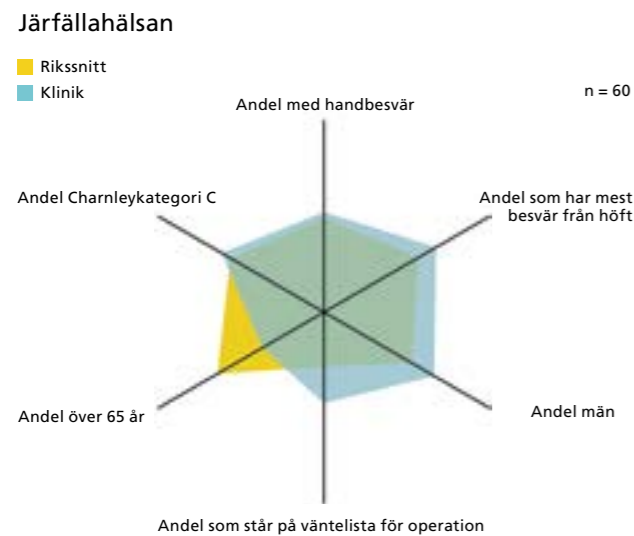 Järfällahälsan
Rikssnitt
Klinik
n = 60
Andel med handbesvär
Andel Charnleykategori C
Andel som har mest
besvär från höft
Andel över 65 år
Andel män
Andel som står på väntelista för operation